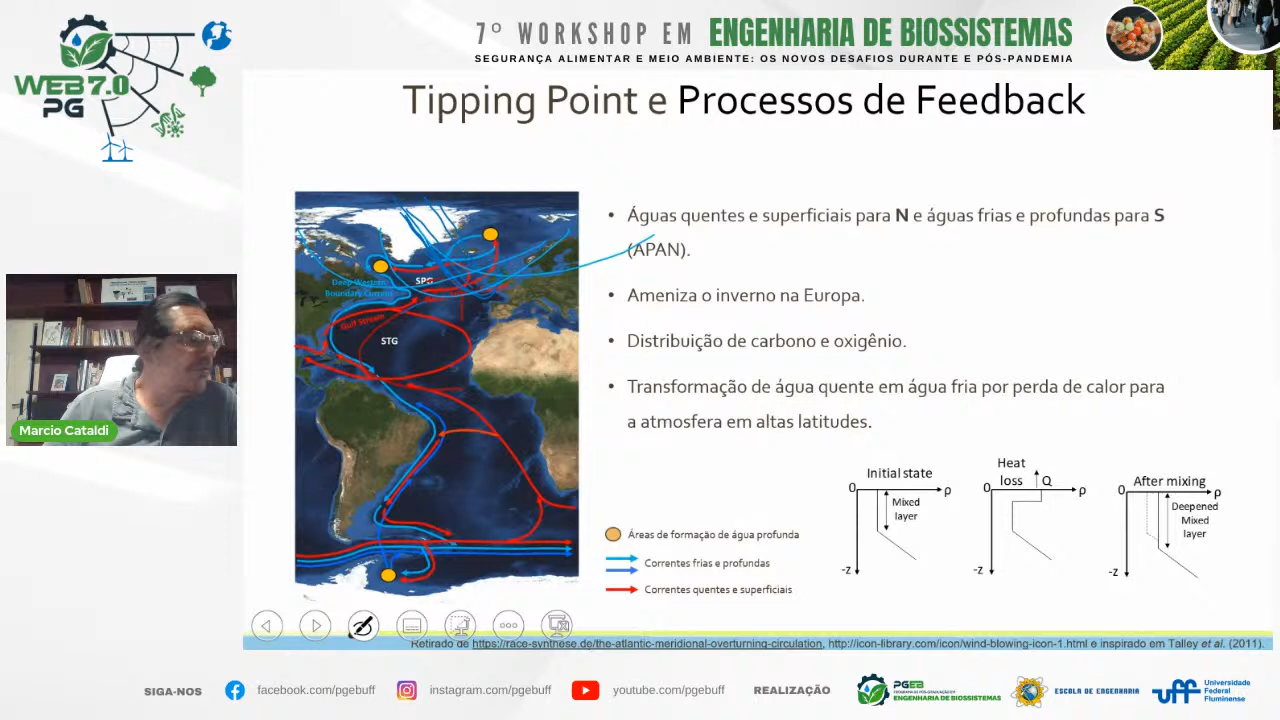 7º WORKSHOP EM ENGENHARIA DE BIOSSISTEMAS
SEGURANÇA ALIMENTAR E MEIO AMBIENTE: OS NOVOS DESAFIOS DURANTE E PÓS-PANDEMIA
WEB 7.0
PG
Tipping Point e Processos de Feedback
Deep Western
Boundary Current
SPG
Gulf Stream
STG
• Águas quentes e superficiais para N e águas frias e profundas para S
(APAN).
• Ameniza o inverno na Europa.
• Distribuição de carbono e oxigênio.
• Transformação de água quente em água fria por perda de calor para
a atmosfera em altas latitudes.
Marcio Cataldi
Áreas de formação de água profunda
Correntes frias e profundas
Correntes quentes e superficiais
Initial state
0
ρ
Mixed
layer
-z
Heat
loss
Q
0
ρ
-z
After mixing
0
ρ
Deepened
Mixed
layer
-z
Retirado de https://race-synthese.de/the-atlantic-meridional-overturning-circulation, http://icon-library.com/icon/wind-blowing-icon-1.html e inspirado em Talley et al. (2011).
SIGA-NOS
facebook.com/pgebuff
instagram.com/pgebuff
youtube.com/pgebuff
REALIZAÇÃO
PGEB
ENGENHARIA DE BIOSSISTEMAS
ESCOLA DE ENGENHARIA
uff
Universidade
Federal
Fluminense